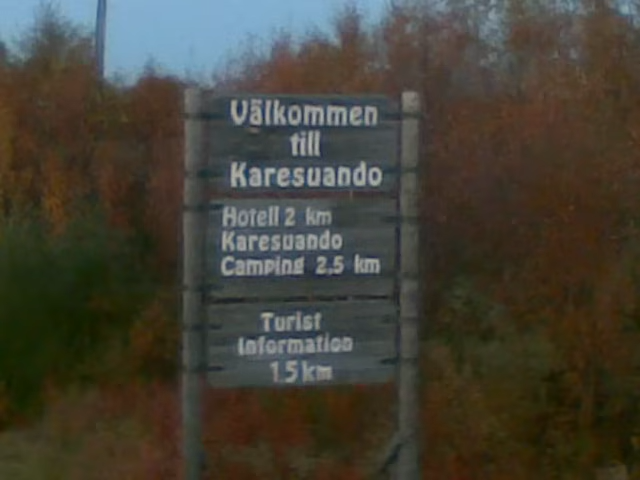 Välkommen
till
Karesuando
Hotell 2 km
Karesuando
Camping 2,5 km
Turist
Information
1,5 km